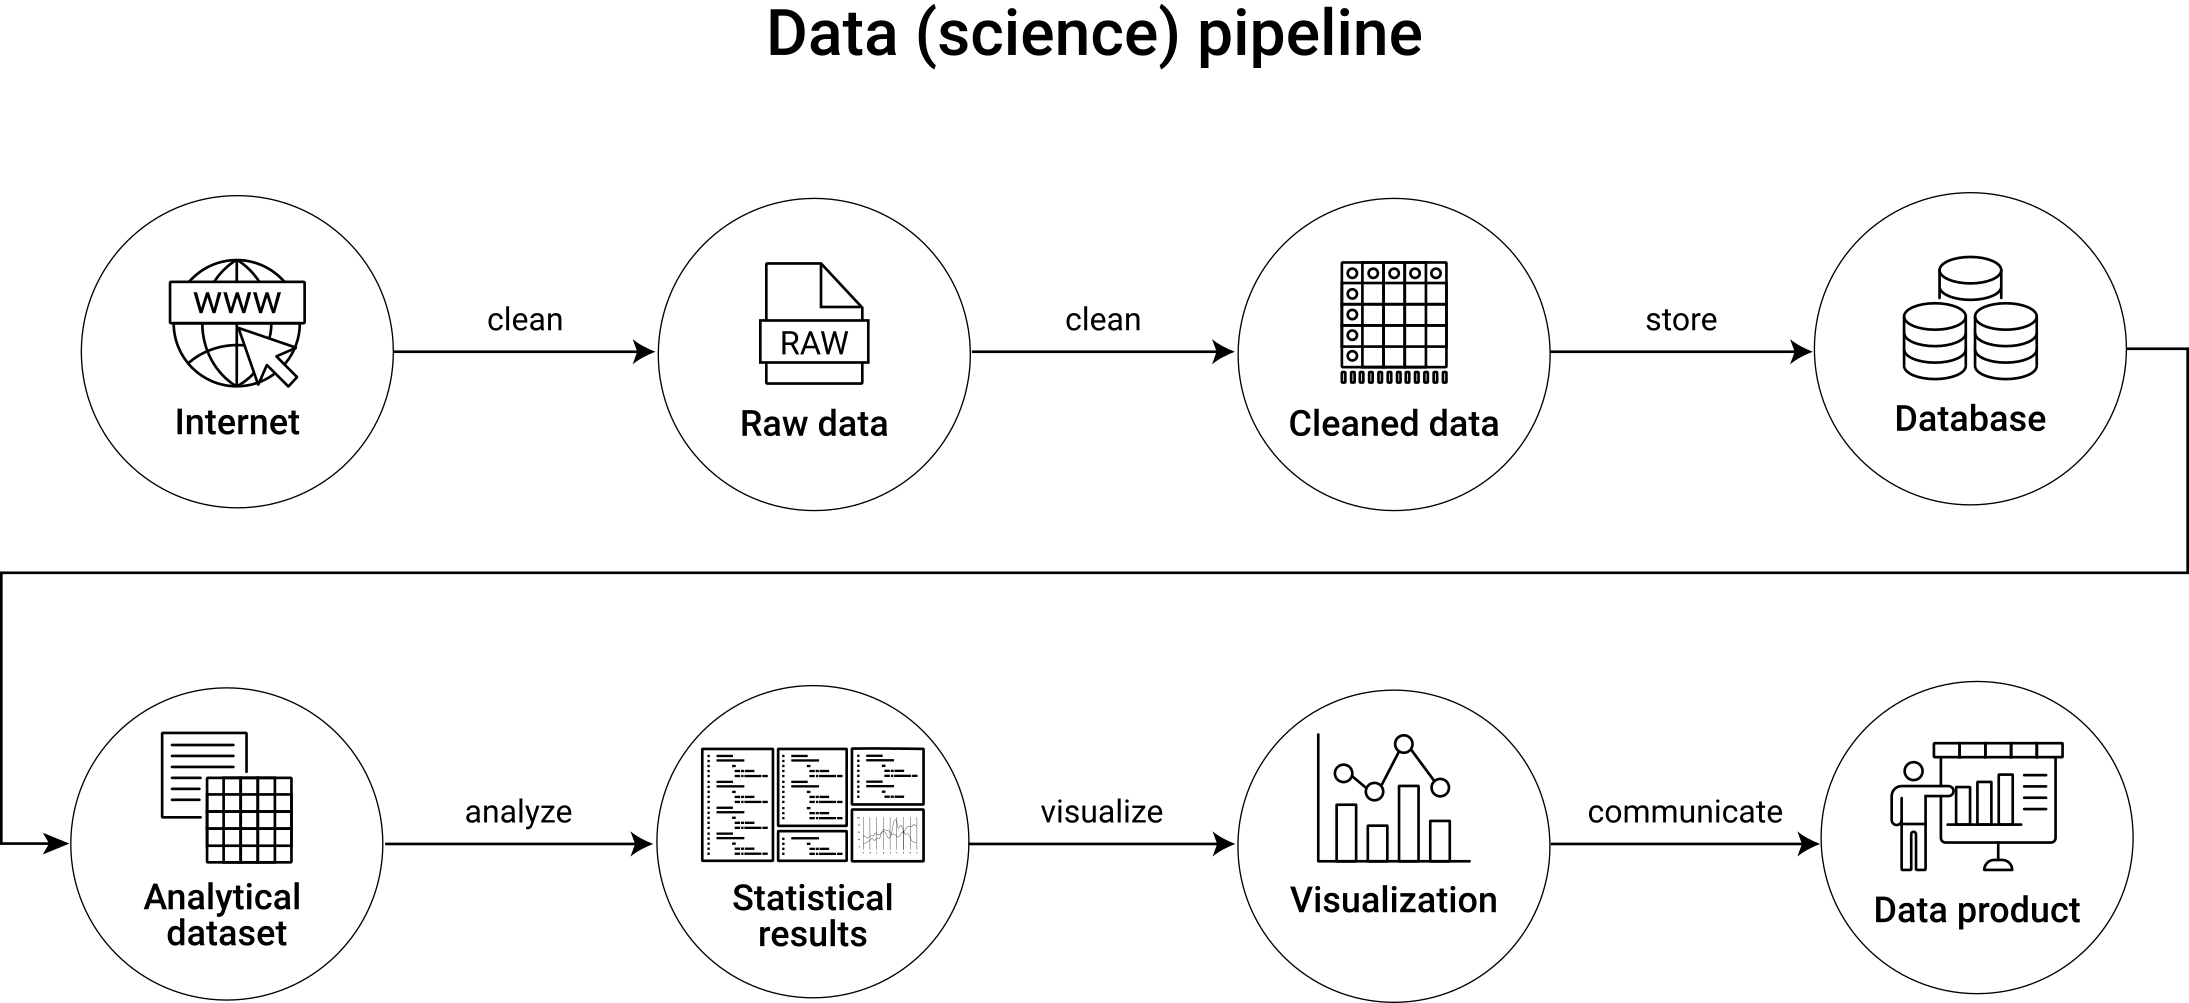 Data (science) pipeline
WWW
Internet
clean
RAW
Raw data
clean
Cleaned data
store
Database
Analytical
dataset
analyze
Statistical
results
visualize
Visualization
communicate
Data product